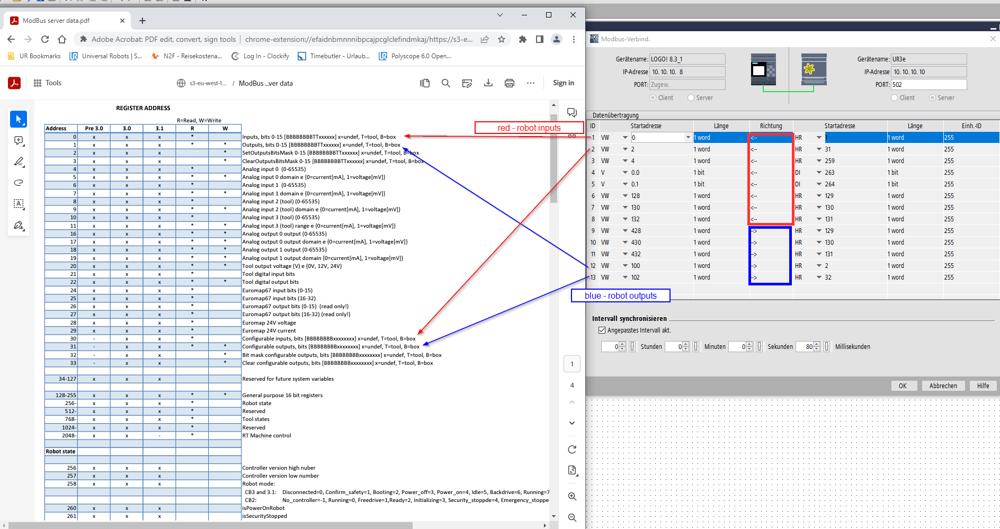 ModBus server data.pdf
Adobe Acrobat: PDF edit, convert, sign tools | chrome-extension://efaidnbmnnnibpcajpcglclefindmkaj/https://s3-e...
UR Bookmarks Universal Robots | S... N2F - Reisekostena... Log In - Clockify Timebutler - Urlaub... Polyscope 6.0 Open...
Tools s3-eu-west-1... / ModBus ...ver data Sign in
REGISTER ADDRESS
R=Read, W=Write
Address Pre 3.0 3.0 3.1 R W
0 x x x * Inputs, bits 0-15 [BBBBBBBBTTxxxxxx] x=undef, T=tool, B=box
1 x x x * * Outputs, bits 0-15 [BBBBBBBBTTxxxxxx] x=undef, T=tool, B=box
2 x x x * SetOutputsBitsMask 0-15 [BBBBBBBBTTxxxxxx] x=undef, T=tool, B=box
3 x x x * ClearOutputsBitsMask 0-15 [BBBBBBBBTTxxxxxx] x=undef, T=tool, B=box
4 x x x * Analog input 0 (0-65535)
5 x x x * * Analog input 0 domain e {0=current[mA], 1=voltage[mV]}
6 x x x * Analog input 1 (0-65535)
7 x x x * * Analog input 1 domain e {0=current[mA], 1=voltage[mV]}
8 x x x * Analog input 2 (tool) (0-65535)
9 x x x * * Analog input 2 (tool) domain e {0=current[mA], 1=voltage[mV]}
10 x x x * Analog input 3 (tool) (0-65535)
11 x x x * * Analog input 3 (tool) range e {0=current[mA], 1=voltage[mV]}
16 x x x * * Analog output 0 output (0-65535)
17 x x x * * Analog output 0 output domain e {0=current[mA], 1=voltage[mV]}
18 x x x * * Analog output 1 output (0-65535)
19 x x x * * Analog output 1 output domain {0=current[mA], 1=voltage[mV]}
20 x x x * * Tool output voltage (V) e {0V, 12V, 24V}
21 x x x * Tool digital input bits
22 x x x * * Tool digital output bits
24 x x x * Euromap67 input bits (0-15)
25 x x x * Euromap67 input bits (16-32)
26 x x x * Euromap67 output bits (0-15) (read only!)
27 x x x * Euromap67 output bits (16-32) (read only!)
28 x x x * Euromap 24V voltage
29 x x x * Euromap 24V current
30 - x x * Configurable inputs, bits [BBBBBBBBxxxxxxxx] x=undef, T=tool, B=box
31 - x x * * Configurable outputs, bits [BBBBBBBBxxxxxxxx] x=undef, T=tool, B=box
32 - x x * Bit mask configurable outputs, bits [BBBBBBBBxxxxxxxx] x=undef, T=tool, B=box
33 - x x * Clear configurable outputs, bits [BBBBBBBBxxxxxxxx] x=undef, T=tool, B=box
34-127 x x x Reserved for future system variables
128-255 x x x * * General purpose 16 bit registers
256- x x x * Robot state
512- x x x * Reserved
768- x x x * Tool states
1024- x x x * Reserved
2048- x x - * RT Machine control
Robot state
256 x x x Controller version high nuber
257 x x x Controller version low number
258 x x x Robot mode:
CB3 and 3.1: Disconnected=0, Confirm_safety=1, Booting=2, Power_off=3, Power_on=4, Idle=5, Backdrive=6, Running=7
CB2: No_controller=-1, Running=0, Freedrive=1,Ready=2, Initializing=3, Security_stoppde=4, Emergency_stoppe
260 x x x isPowerOnRobot
261 x x x isSecurityStopped
1
4
red - robot inputs
blue - robot outputs
Modbus-Verbind.
Gerätename: LOGO! 8.3_1 Gerätename: UR3e
IP-Adresse 10. 10. 10. 8 IP-Adresse 10. 10. 10. 10
PORT: Zugew. PORT: 502
Client Server Client Server
Datenübertragung
ID Startadresse Länge Richtung Startadresse Länge Einh.-ID
1 VW 0 1 word <-- HR 1 1 word 255
2 VW 2 1 word <-- HR 31 1 word 255
3 VW 4 1 word <-- HR 259 1 word 255
4 V 0.0 1 bit <-- DI 263 1 bit 255
5 V 0.1 1 bit <-- DI 264 1 bit 255
6 VW 128 1 word <-- HR 129 1 word 255
7 VW 130 1 word <-- HR 130 1 word 255
8 VW 132 1 word <-- HR 131 1 word 255
9 VW 428 1 word --> HR 129 1 word 255
10 VW 430 1 word --> HR 130 1 word 255
11 VW 432 1 word --> HR 131 1 word 255
12 VW 100 1 word --> HR 2 1 word 255
13 VW 102 1 word --> HR 32 1 word 255
Intervall synchronisieren
Angepasstes Intervall akt.
0 Stunden 0 Minuten 0 Sekunden 80 Millisekunden
OK Abbrechen Hilfe